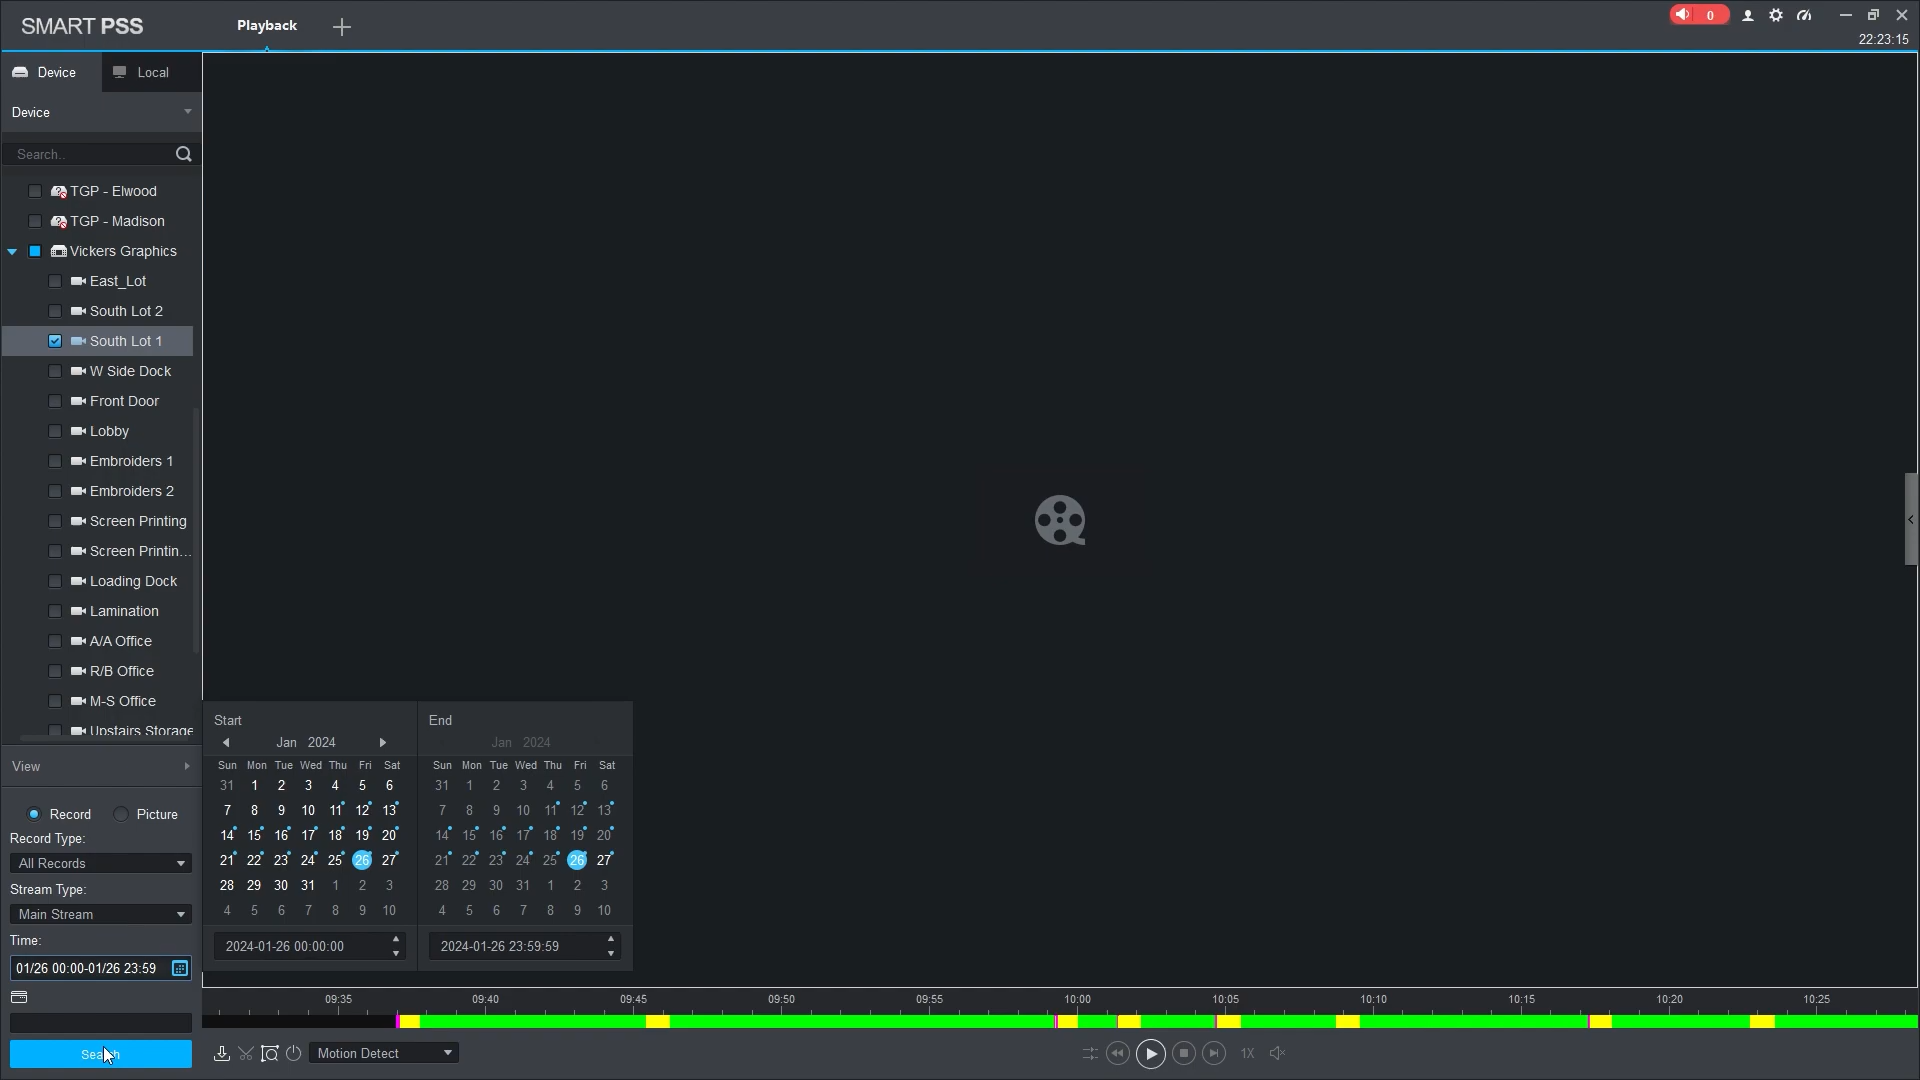 SMART PSS
Playback
0
22:23:15
Device
Local
Device
Search..
TGP - Elwood
TGP - Madison
Vickers Graphics
East_Lot
South Lot 2
South Lot 1
W Side Dock
Front Door
Lobby
Embroiders 1
Embroiders 2
Screen Printing
Screen Printin...
Loading Dock
Lamination
A/A Office
R/B Office
M-S Office
Upstairs Storage
View
Record
Picture
Record Type:
All Records
Stream Type:
Main Stream
Time:
01/26 00:00-01/26 23:59
Search
Start
Jan 2024
Sun Mon Tue Wed Thu Fri Sat
31 1 2 3 4 5 6
7 8 9 10 11 12 13
14 15 16 17 18 19 20
21 22 23 24 25 26 27
28 29 30 31 1 2 3
4 5 6 7 8 9 10
2024-01-26 00:00:00
End
Jan 2024
Sun Mon Tue Wed Thu Fri Sat
31 1 2 3 4 5 6
7 8 9 10 11 12 13
14 15 16 17 18 19 20
21 22 23 24 25 26 27
28 29 30 31 1 2 3
4 5 6 7 8 9 10
2024-01-26 23:59:59
09:35 09:40 09:45 09:50 09:55 10:00 10:05 10:10 10:15 10:20 10:25
Motion Detect
1X